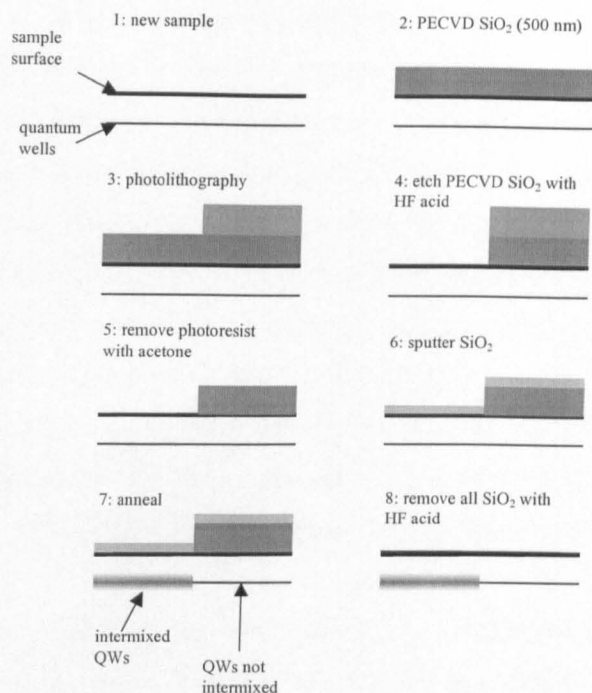 1: new sample
2: PECVD SiO₂ (500 nm)
sample
surface
quantum
wells
3: photolithography
4: etch PECVD SiO₂ with
HF acid
5: remove photoresist
with acetone
6: sputter SiO₂
7: anneal
8: remove all SiO₂ with
HF acid
intermixed
QWs
QWs not
intermixed